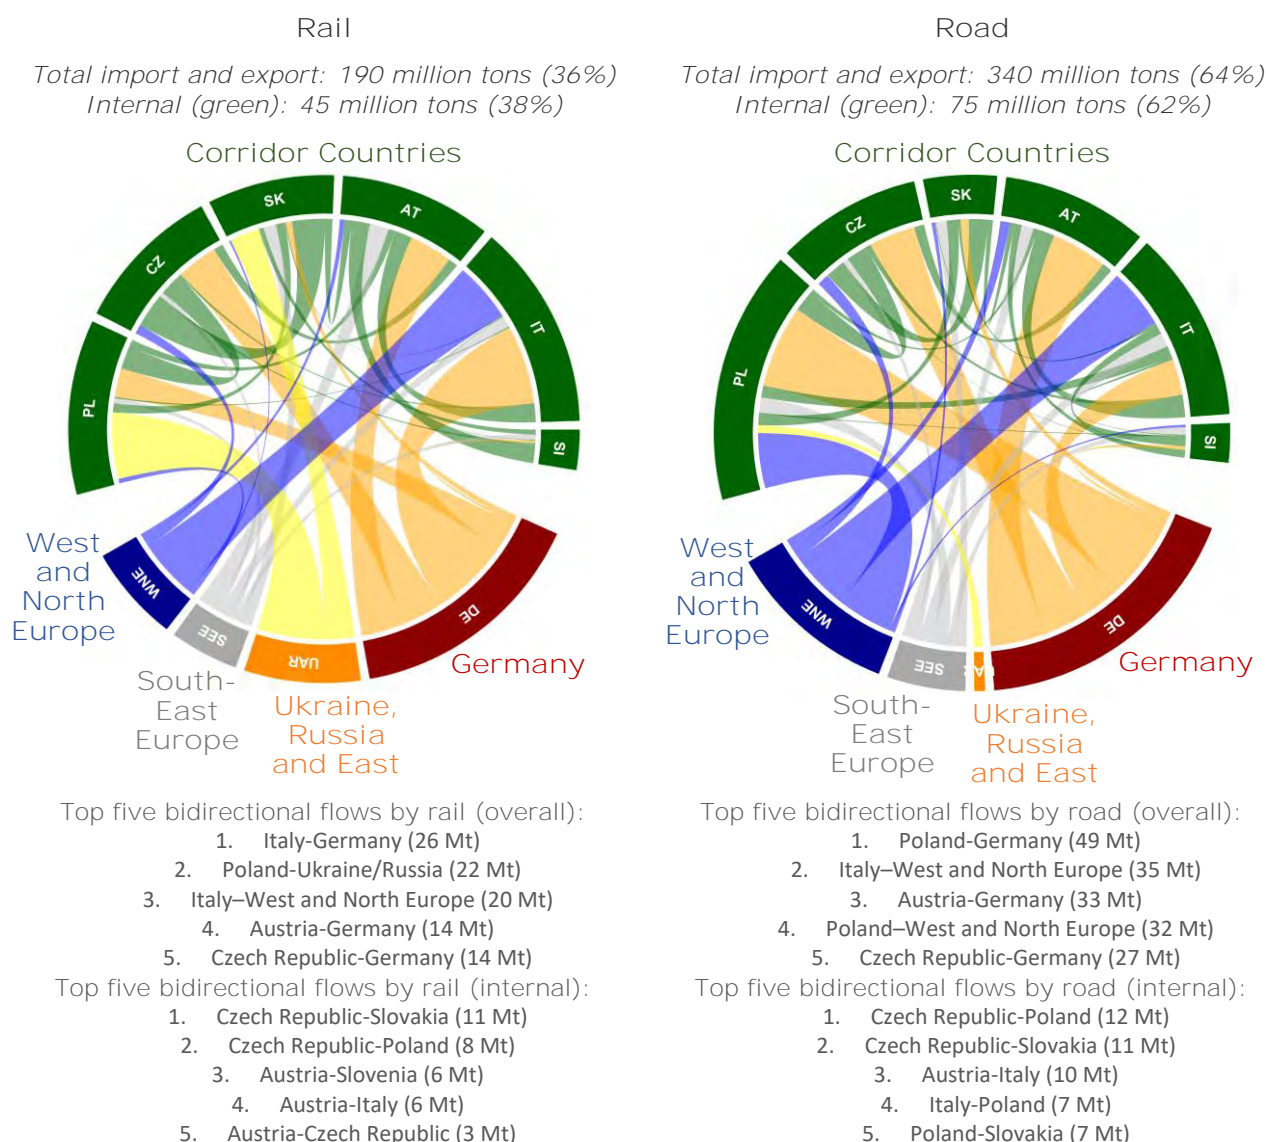 Rail
Total import and export: 190 million tons (36%)
Internal (green): 45 million tons (38%)
Corridor Countries
SK
AT
CZ
IT
PL
SI
WNE
SEE
UAR
DE
West
and
North
Europe
South-
East
Europe
Ukraine,
Russia
and East
Germany
Top five bidirectional flows by rail (overall):
1. Italy-Germany (26 Mt)
2. Poland-Ukraine/Russia (22 Mt)
3. Italy–West and North Europe (20 Mt)
4. Austria-Germany (14 Mt)
5. Czech Republic-Germany (14 Mt)
Top five bidirectional flows by rail (internal):
1. Czech Republic-Slovakia (11 Mt)
2. Czech Republic-Poland (8 Mt)
3. Austria-Slovenia (6 Mt)
4. Austria-Italy (6 Mt)
5. Austria-Czech Republic (3 Mt)
Road
Total import and export: 340 million tons (64%)
Internal (green): 75 million tons (62%)
Corridor Countries
SK
AT
CZ
IT
PL
SI
WNE
SEE
DE
West
and
North
Europe
South-
East
Europe
Ukraine,
Russia
and East
Germany
Top five bidirectional flows by road (overall):
1. Poland-Germany (49 Mt)
2. Italy–West and North Europe (35 Mt)
3. Austria-Germany (33 Mt)
4. Poland–West and North Europe (32 Mt)
5. Czech Republic-Germany (27 Mt)
Top five bidirectional flows by road (internal):
1. Czech Republic-Poland (12 Mt)
2. Czech Republic-Slovakia (11 Mt)
3. Austria-Italy (10 Mt)
4. Italy-Poland (7 Mt)
5. Poland-Slovakia (7 Mt)